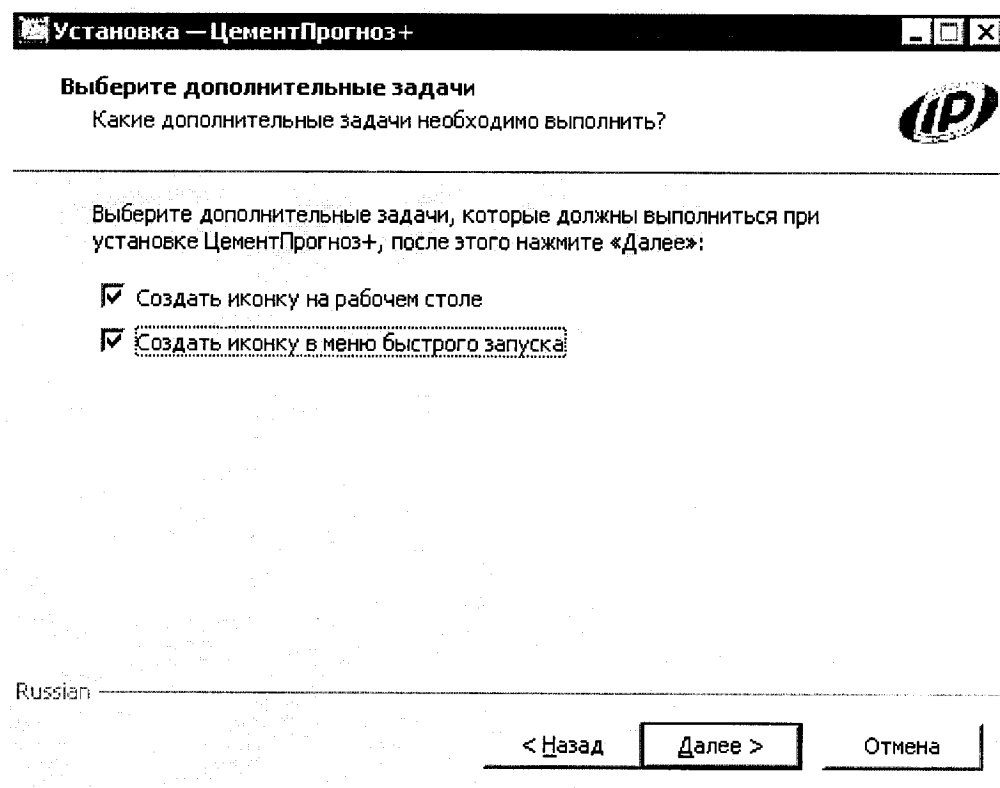 Установка — ЦементПрогноз+
Выберите дополнительные задачи
Какие дополнительные задачи необходимо выполнить?
Выберите дополнительные задачи, которые должны выполниться при
установке ЦементПрогноз+, после этого нажмите «Далее»:
Создать иконку на рабочем столе
Создать иконку в меню быстрого запуска
Russian
< Назад Далее > Отмена